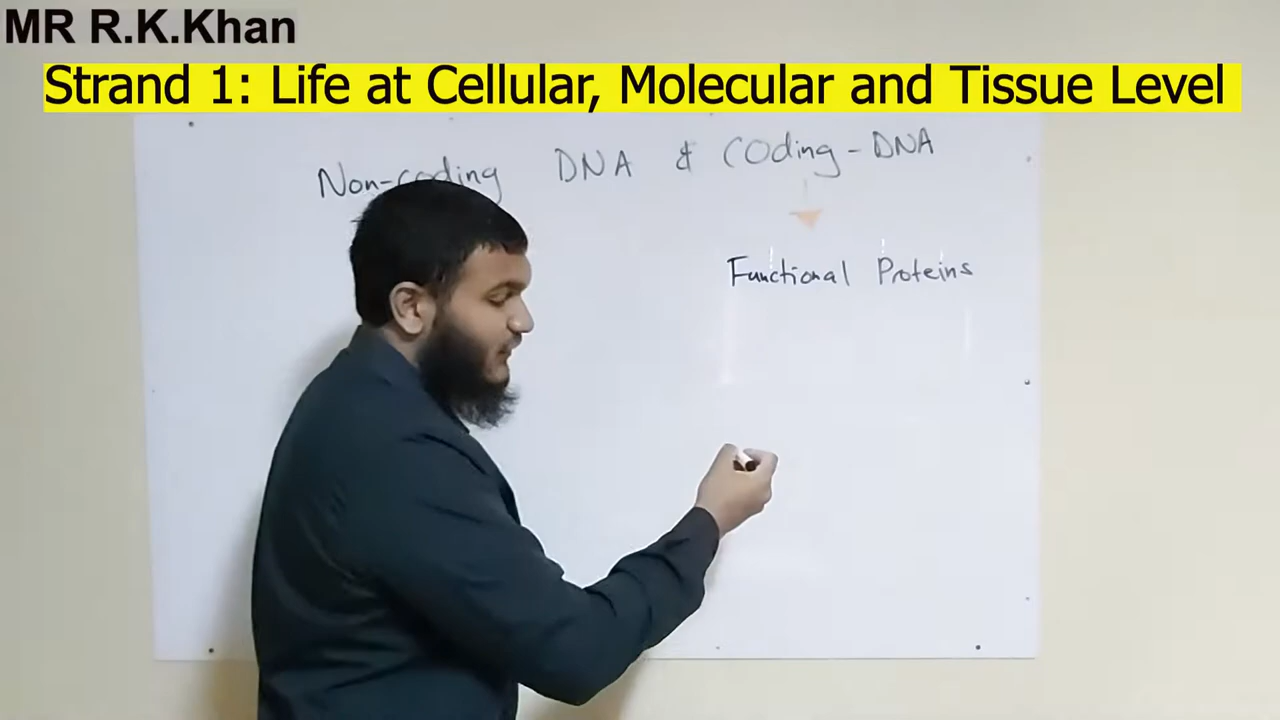 MR R.K.Khan
Strand 1: Life at Cellular, Molecular and Tissue Level
Non-coding DNA & Coding-DNA
Functional Proteins